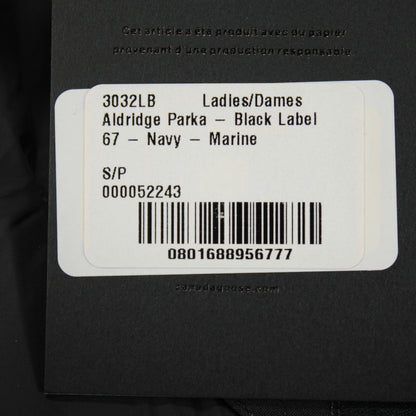 Cet article a été produit avec du papier
provenant d'une production responsable.
3032LB Ladies/Dames
Aldridge Parka – Black Label
67 – Navy – Marine
S/P
000052243
0801688956777
canadagoose.com